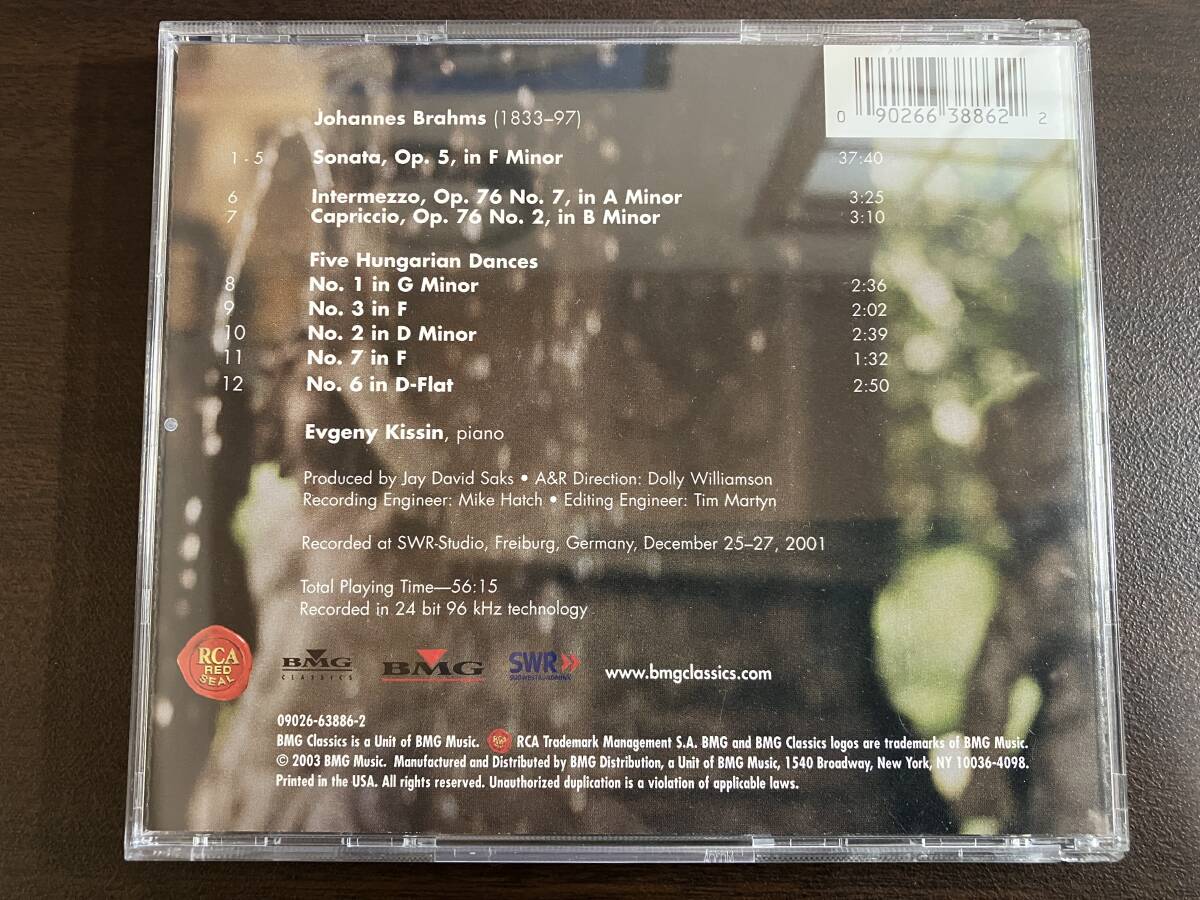 0 90266 38862 2
Johannes Brahms (1833–97)
1 - 5 Sonata, Op. 5, in F Minor 37:40
6 Intermezzo, Op. 76 No. 7, in A Minor 3:25
7 Capriccio, Op. 76 No. 2, in B Minor 3:10
Five Hungarian Dances
8 No. 1 in G Minor 2:36
9 No. 3 in F 2:02
10 No. 2 in D Minor 2:39
11 No. 7 in F 1:32
12 No. 6 in D-Flat 2:50
Evgeny Kissin, piano
Produced by Jay David Saks • A&R Direction: Dolly Williamson
Recording Engineer: Mike Hatch • Editing Engineer: Tim Martyn
Recorded at SWR-Studio, Freiburg, Germany, December 25–27, 2001
Total Playing Time—56:15
Recorded in 24 bit 96 kHz technology
RCA
RED
SEAL
BMG
CLASSICS
BMG
SWR
SÜDWESTRUNDFUNK
www.bmgclassics.com
09026-63886-2
BMG Classics is a Unit of BMG Music. RCA Trademark Management S.A. BMG and BMG Classics logos are trademarks of BMG Music.
© 2003 BMG Music. Manufactured and Distributed by BMG Distribution, a Unit of BMG Music, 1540 Broadway, New York, NY 10036-4098.
Printed in the USA. All rights reserved. Unauthorized duplication is a violation of applicable laws.